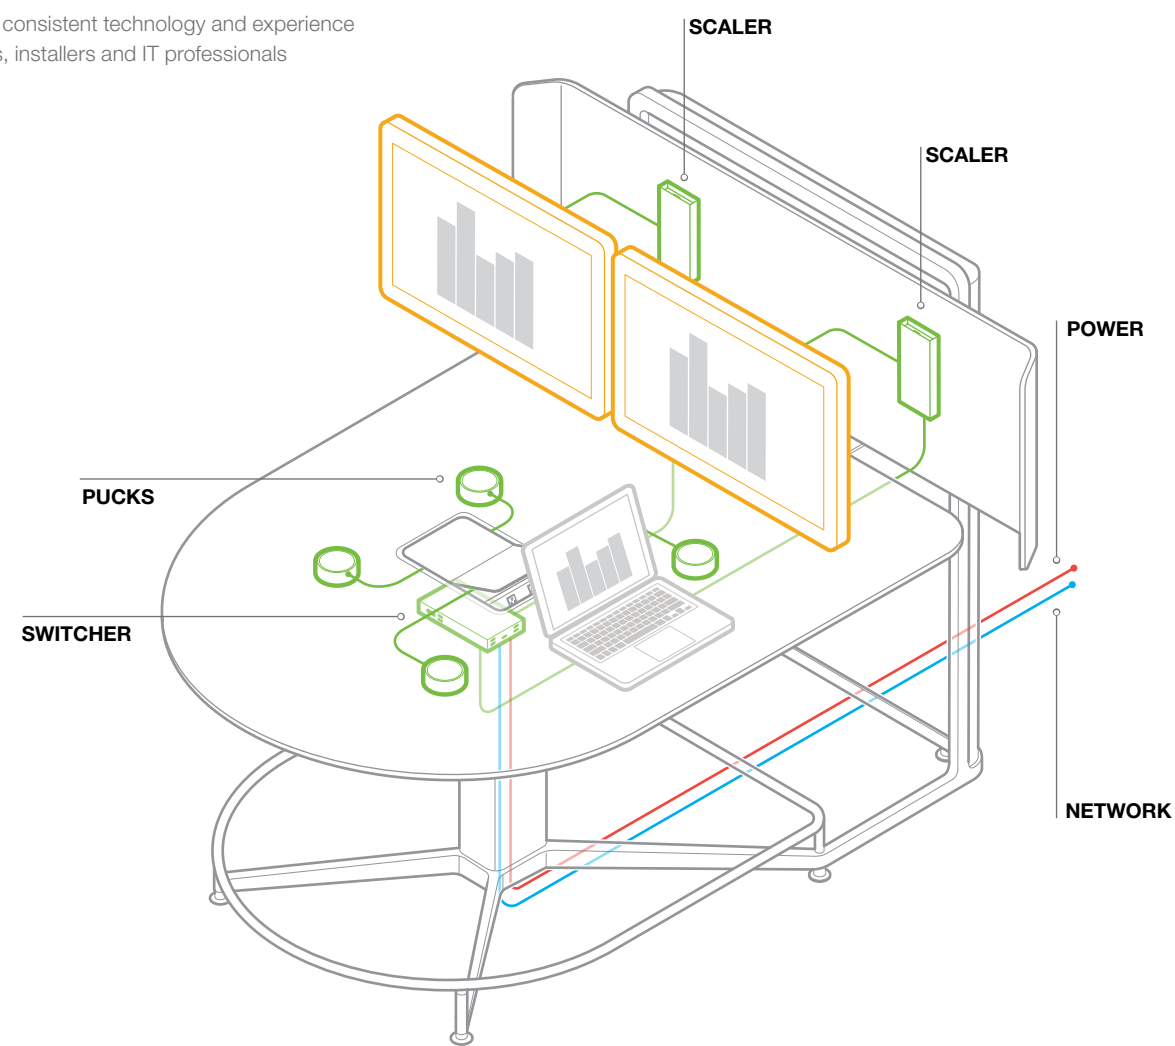 consistent technology and experience
, installers and IT professionals
SCALER
SCALER
POWER
PUCKS
SWITCHER
NETWORK